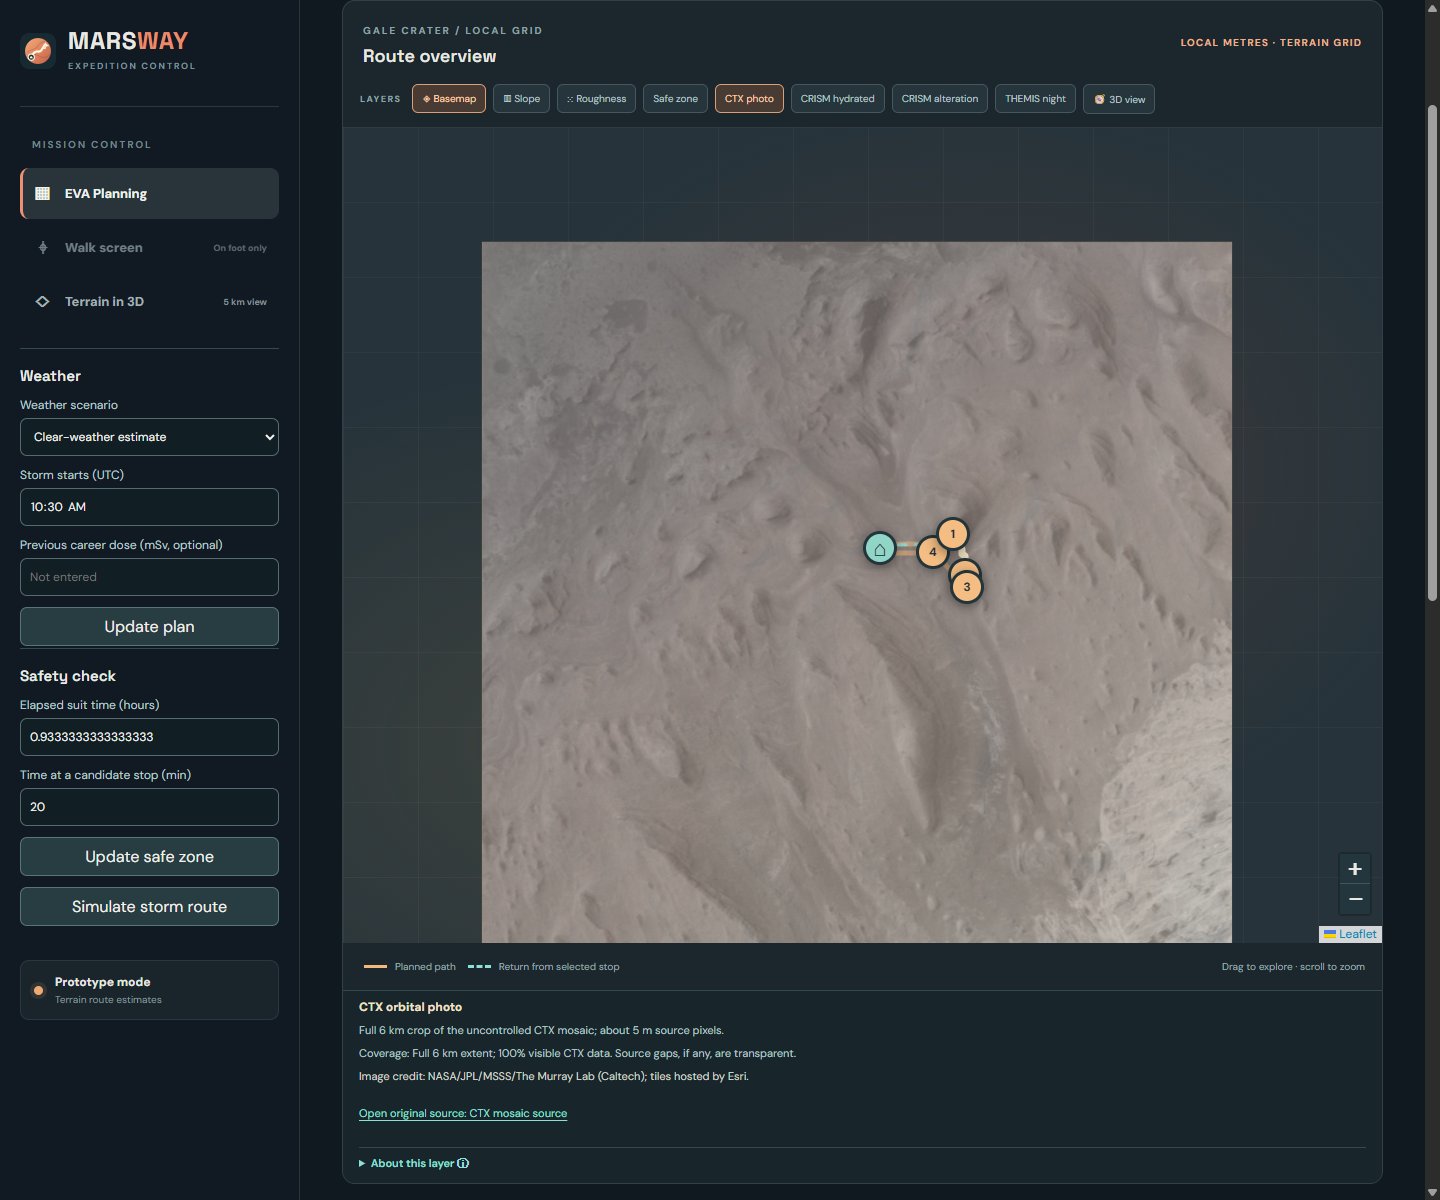 MARSWAY
EXPEDITION CONTROL
MISSION CONTROL
EVA Planning
Walk screen On foot only
Terrain in 3D 5 km view
Weather
Weather scenario
Clear-weather estimate
Storm starts (UTC)
10:30 AM
Previous career dose (mSv, optional)
Not entered
Update plan
Safety check
Elapsed suit time (hours)
0.9333333333333333
Time at a candidate stop (min)
20
Update safe zone
Simulate storm route
Prototype mode
Terrain route estimates
GALE CRATER / LOCAL GRID
Route overview
LOCAL METRES · TERRAIN GRID
LAYERS Basemap Slope Roughness Safe zone CTX photo CRISM hydrated CRISM alteration THEMIS night 3D view
1
4
3
+
−
Leaflet
Planned path Return from selected stop Drag to explore · scroll to zoom
CTX orbital photo
Full 6 km crop of the uncontrolled CTX mosaic; about 5 m source pixels.
Coverage: Full 6 km extent; 100% visible CTX data. Source gaps, if any, are transparent.
Image credit: NASA/JPL/MSSS/The Murray Lab (Caltech); tiles hosted by Esri.
Open original source: CTX mosaic source
About this layer ⓘ